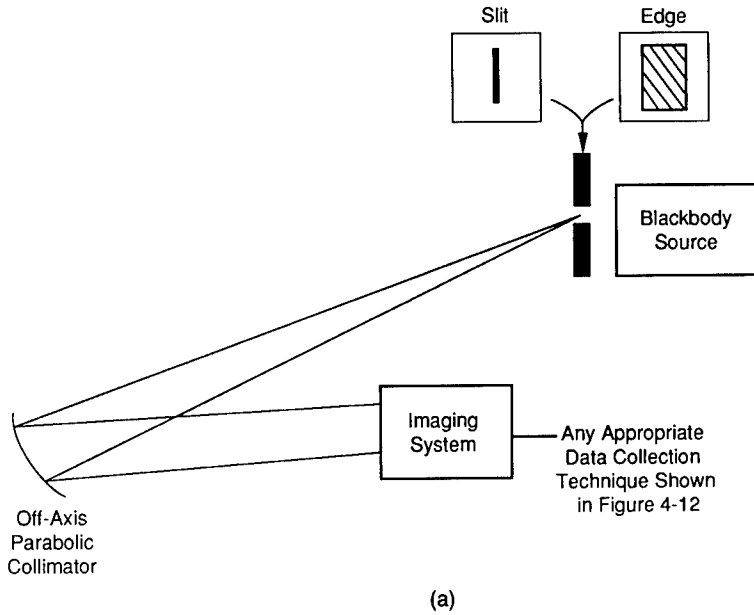 Slit
Edge
Blackbody
Source
Imaging
System
Any Appropriate
Data Collection
Technique Shown
in Figure 4-12
Off-Axis
Parabolic
Collimator
(a)